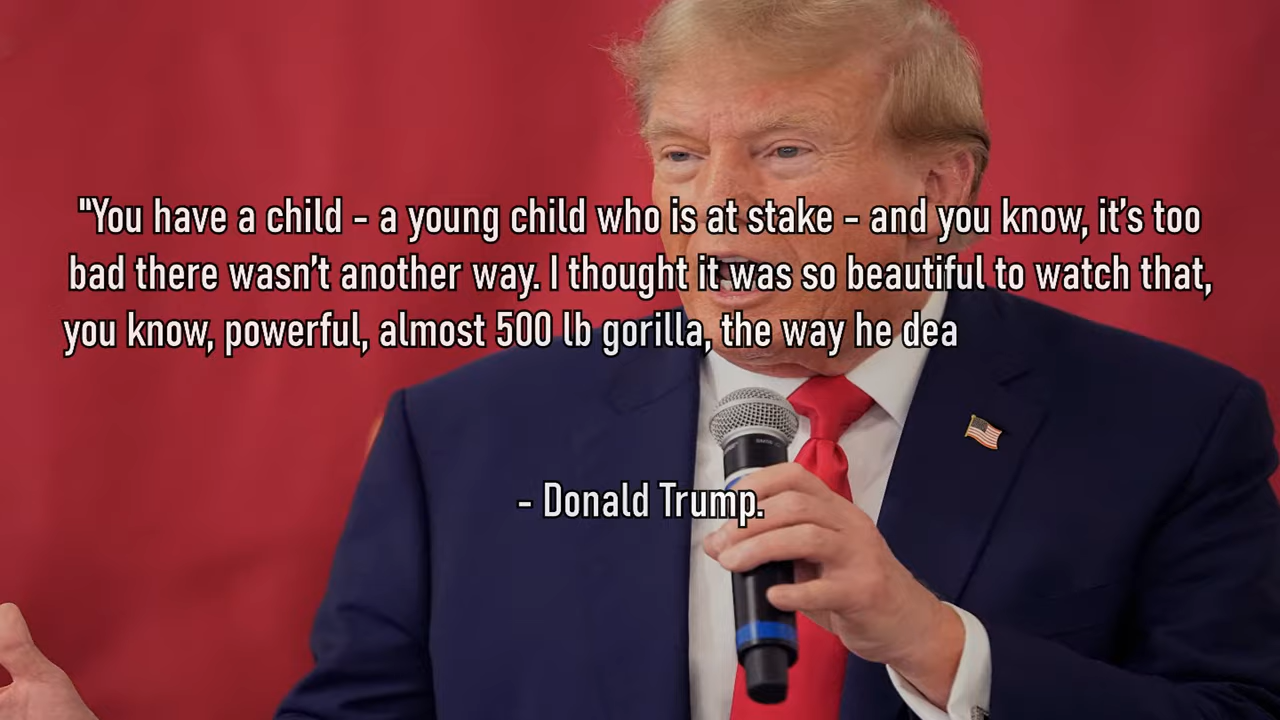 "You have a child - a young child who is at stake - and you know, it's too
bad there wasn't another way. I thought it was so beautiful to watch that,
you know, powerful, almost 500 lb gorilla, the way he dea
- Donald Trump.